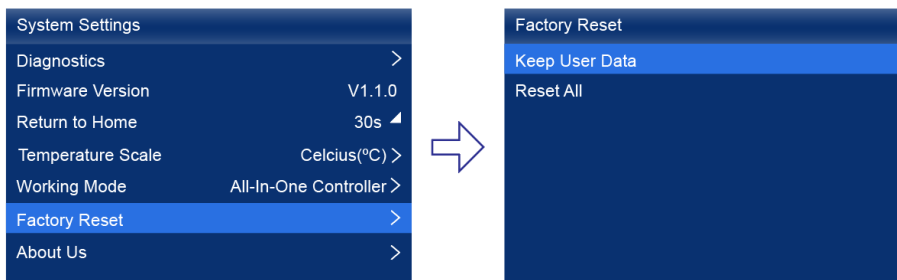 System Settings
Diagnostics >
Firmware Version V1.1.0
Return to Home 30s
Temperature Scale Celcius(ºC) >
Working Mode All-In-One Controller >
Factory Reset >
About Us >
Factory Reset
Keep User Data
Reset All